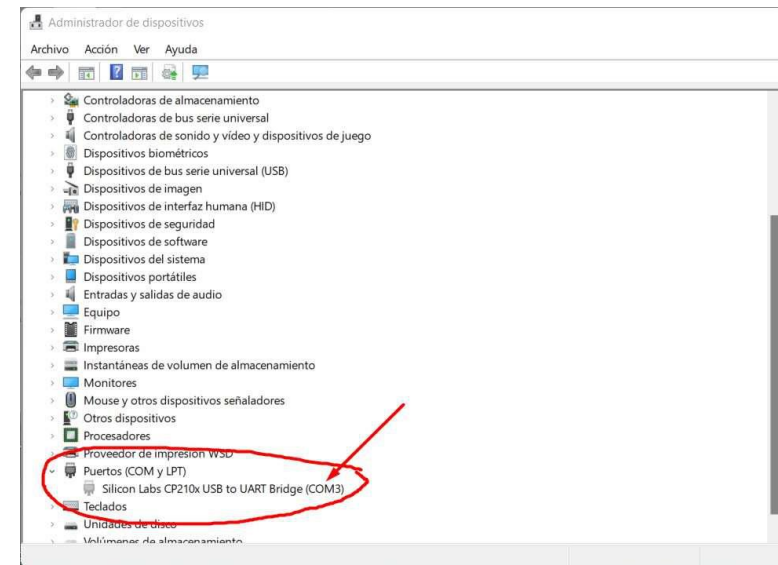 Administrador de dispositivos
Archivo Acción Ver Ayuda
Controladoras de almacenamiento
Controladoras de bus serie universal
Controladoras de sonido y vídeo y dispositivos de juego
Dispositivos biométricos
Dispositivos de bus serie universal (USB)
Dispositivos de imagen
Dispositivos de interfaz humana (HID)
Dispositivos de seguridad
Dispositivos de software
Dispositivos del sistema
Dispositivos portátiles
Entradas y salidas de audio
Equipo
Firmware
Impresoras
Instantáneas de volumen de almacenamiento
Monitores
Mouse y otros dispositivos señaladores
Otros dispositivos
Procesadores
Proveedor de impresión WSD
Puertos (COM y LPT)
Silicon Labs CP210x USB to UART Bridge (COM3)
Teclados
Unidades de disco
Volúmenes de almacenamiento